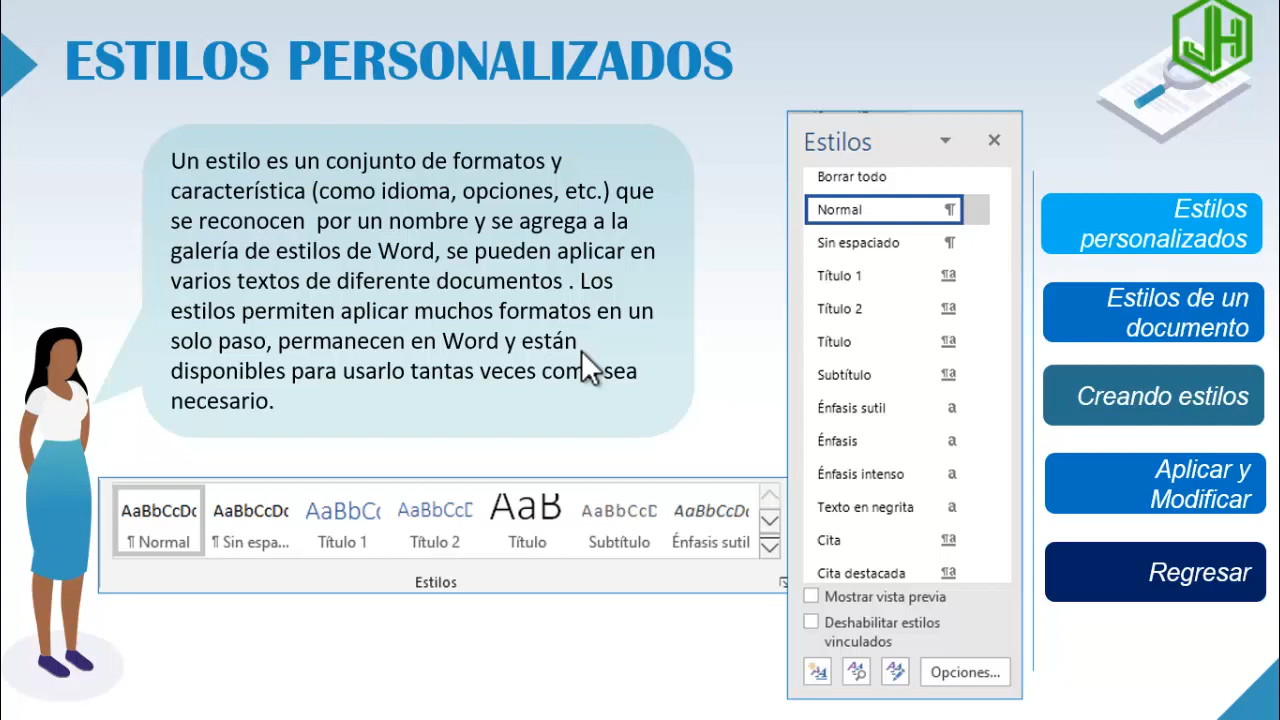 ESTILOS PERSONALIZADOS
JH
Un estilo es un conjunto de formatos y
característica (como idioma, opciones, etc.) que
se reconocen por un nombre y se agrega a la
galería de estilos de Word, se pueden aplicar en
varios textos de diferente documentos . Los
estilos permiten aplicar muchos formatos en un
solo paso, permanecen en Word y están
disponibles para usarlo tantas veces como sea
necesario.
AaBbCcDc AaBbCcDc AaBbCc AaBbCcD AaB AaBbCcD AaBbCcDc
¶ Normal ¶ Sin espa... Título 1 Título 2 Título Subtítulo Énfasis sutil
Estilos
Estilos
Borrar todo
Normal ¶
Sin espaciado ¶
Título 1 ¶a
Título 2 ¶a
Título ¶a
Subtítulo ¶a
Énfasis sutil a
Énfasis a
Énfasis intenso a
Texto en negrita a
Cita ¶a
Cita destacada ¶a
Mostrar vista previa
Deshabilitar estilos
vinculados
Opciones...
Estilos
personalizados
Estilos de un
documento
Creando estilos
Aplicar y
Modificar
Regresar